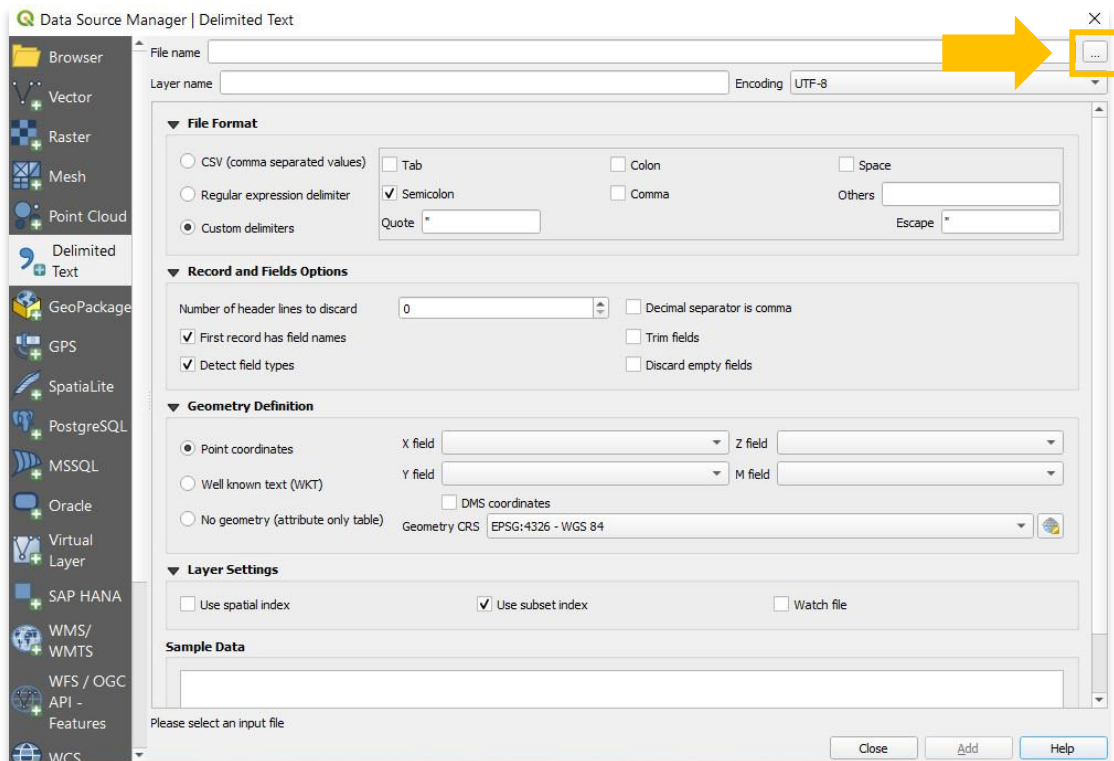 Data Source Manager | Delimited Text
Browser
Vector
Raster
Mesh
Point Cloud
Delimited
Text
GeoPackage
GPS
SpatiaLite
PostgreSQL
MSSQL
Oracle
Virtual
Layer
SAP HANA
WMS/
WMTS
WFS / OGC
API -
Features
WCS
File name ...
Layer name Encoding UTF-8
File Format
CSV (comma separated values) Tab Colon Space
Regular expression delimiter Semicolon Comma Others
Custom delimiters Quote " Escape "
Record and Fields Options
Number of header lines to discard 0 Decimal separator is comma
First record has field names Trim fields
Detect field types Discard empty fields
Geometry Definition
Point coordinates X field Z field
Well known text (WKT) Y field M field
DMS coordinates
No geometry (attribute only table) Geometry CRS EPSG:4326 - WGS 84
Layer Settings
Use spatial index Use subset index Watch file
Sample Data
Please select an input file
Close Add Help